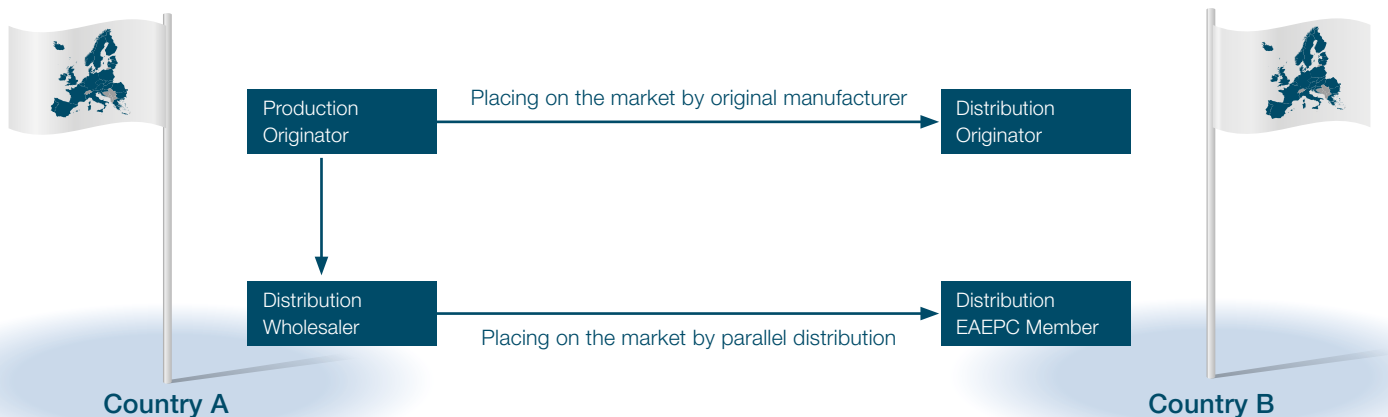 Production
Originator
Placing on the market by original manufacturer
Distribution
Originator
Distribution
Wholesaler
Placing on the market by parallel distribution
Distribution
EAEPC Member
Country A
Country B